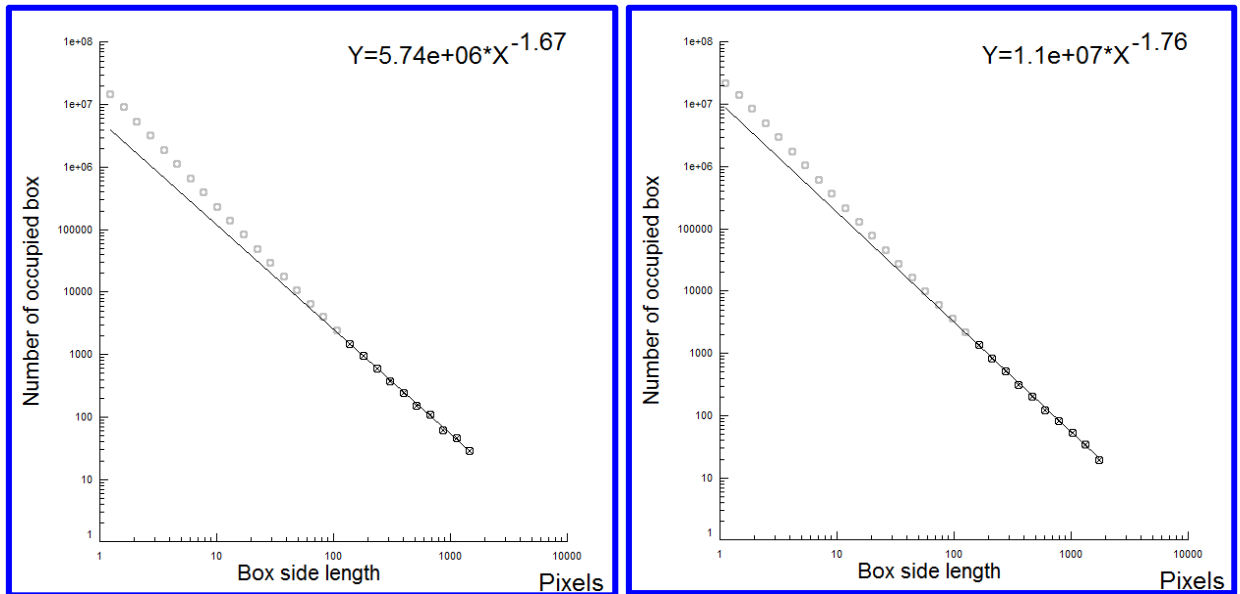 Y=5.74e+06*X^-1.67
1e+08
1e+07
1e+06
100000
10000
1000
100
10
1
Number of occupied box
1
10
100
1000
10000
Box side length
Pixels
Y=1.1e+07*X^-1.76
1e+08
1e+07
1e+06
100000
10000
1000
100
10
1
Number of occupied box
1
10
100
1000
10000
Box side length
Pixels